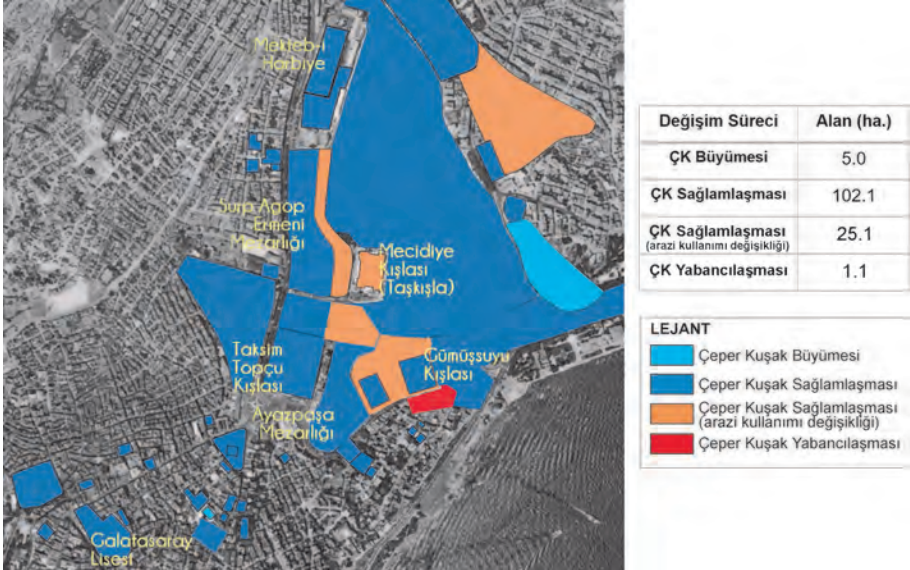 Mekteb-i
Harbiye
Surp Agop
Ermeni
Mezarlığı
Mecidiye
Kışlası
(Taşkışla)
Taksim
Topçu
Kışlası
Gümüşsuyu
Kışlası
Ayazpaşa
Mezarlığı
Galatasaray
Lisesi
Değişim Süreci Alan (ha.)
ÇK Büyümesi 5.0
ÇK Sağlamlaşması 102.1
ÇK Sağlamlaşması 25.1
(arazi kullanımı değişikliği)
ÇK Yabancılaşması 1.1
LEJANT
Çeper Kuşak Büyümesi
Çeper Kuşak Sağlamlaşması
Çeper Kuşak Sağlamlaşması
(arazi kullanımı değişikliği)
Çeper Kuşak Yabancılaşması